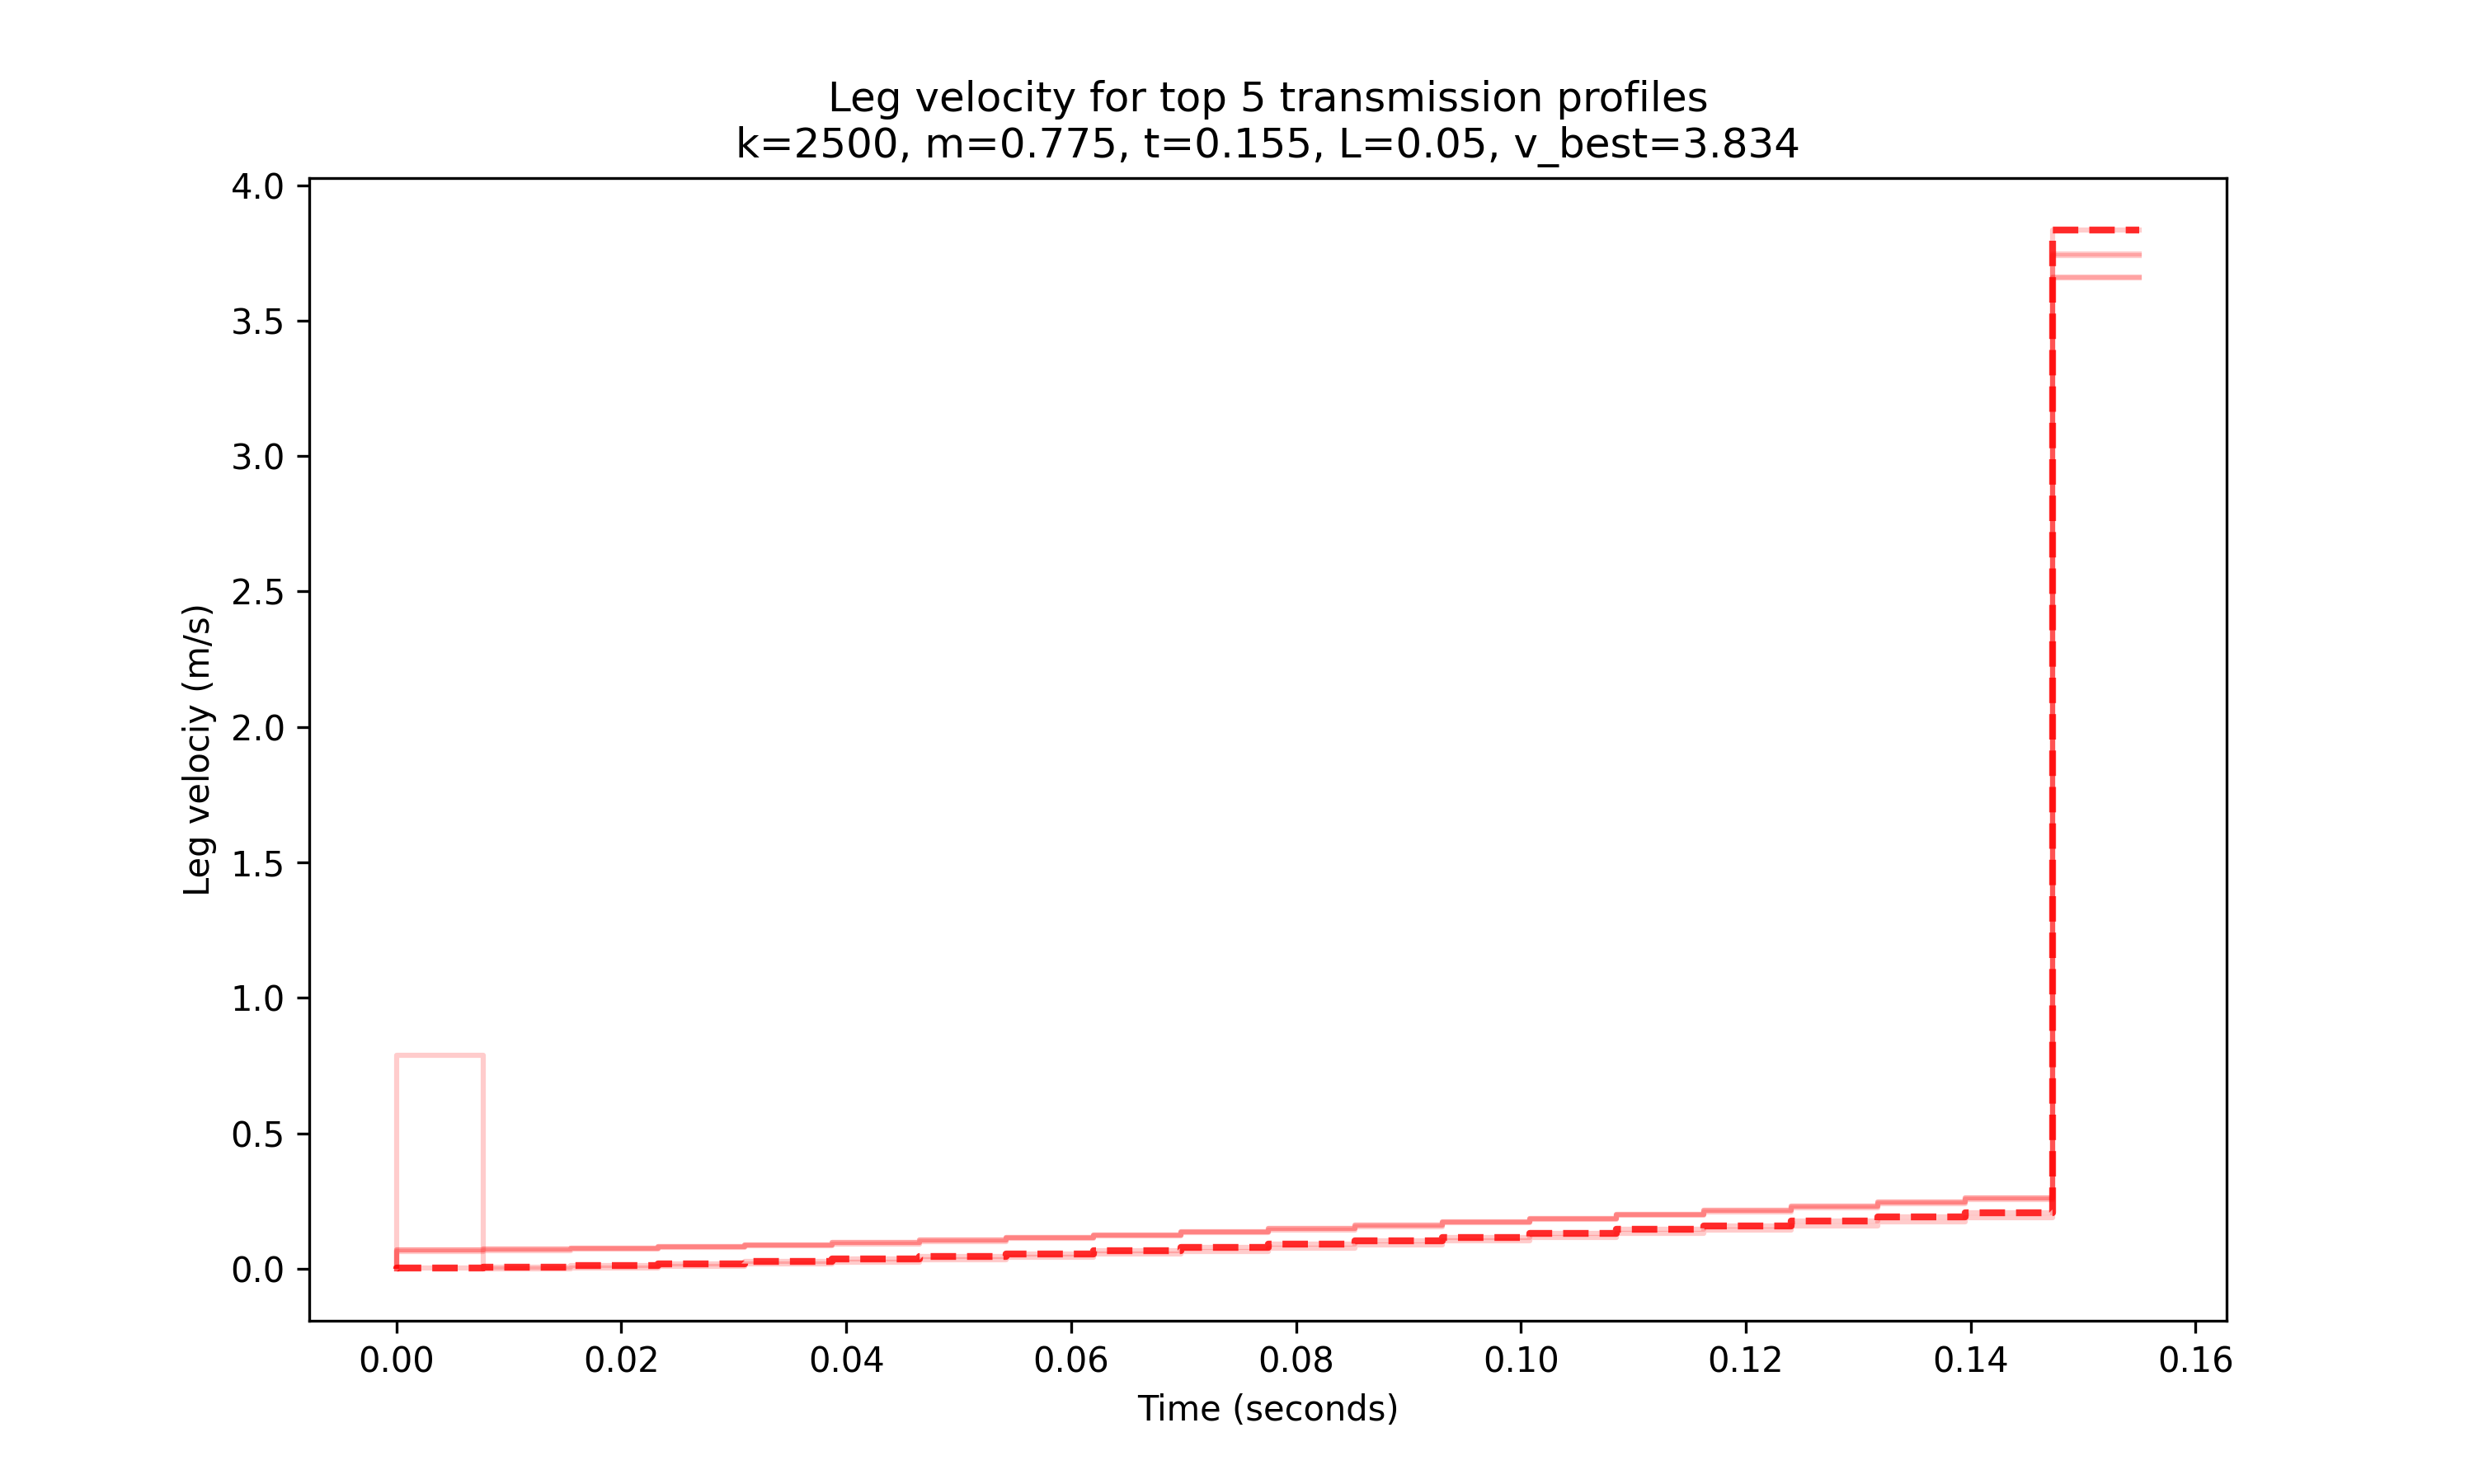 Leg velocity for top 5 transmission profiles
k=2500, m=0.775, t=0.155, L=0.05, v_best=3.834
4.0
3.5
3.0
2.5
2.0
1.5
1.0
0.5
0.0
Leg velociy (m/s)
0.00 0.02 0.04 0.06 0.08 0.10 0.12 0.14 0.16
Time (seconds)